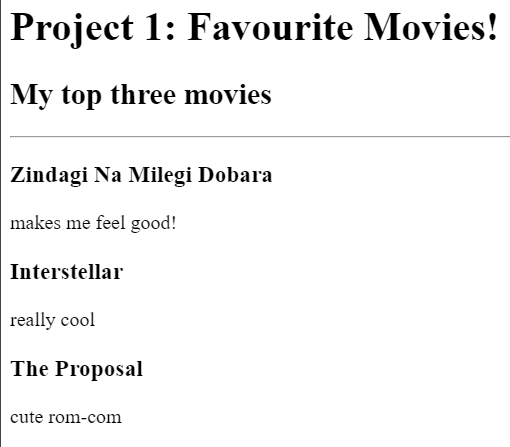 Project 1: Favourite Movies!
My top three movies
Zindagi Na Milegi Dobara
makes me feel good!
Interstellar
really cool
The Proposal
cute rom-com